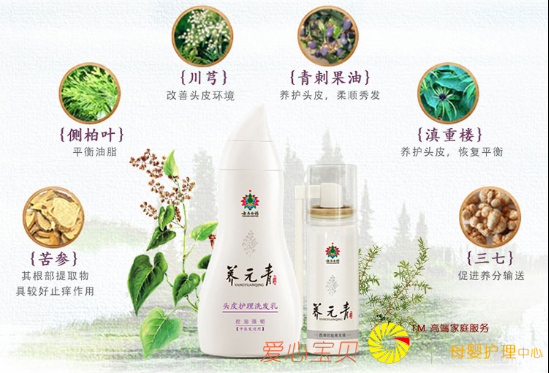 {川芎}
改善头皮环境
{青刺果油}
养护头皮，柔顺秀发
{侧柏叶}
平衡油脂
{滇重楼}
养护头皮，恢复平衡
{苦参}
其根部提取物
具较好止痒作用
{三七}
促进养分输送
养元青
YANGYUANQING
头皮护理洗发乳
养元青
爱心宝贝
TM 高端家庭服务
母婴护理中心